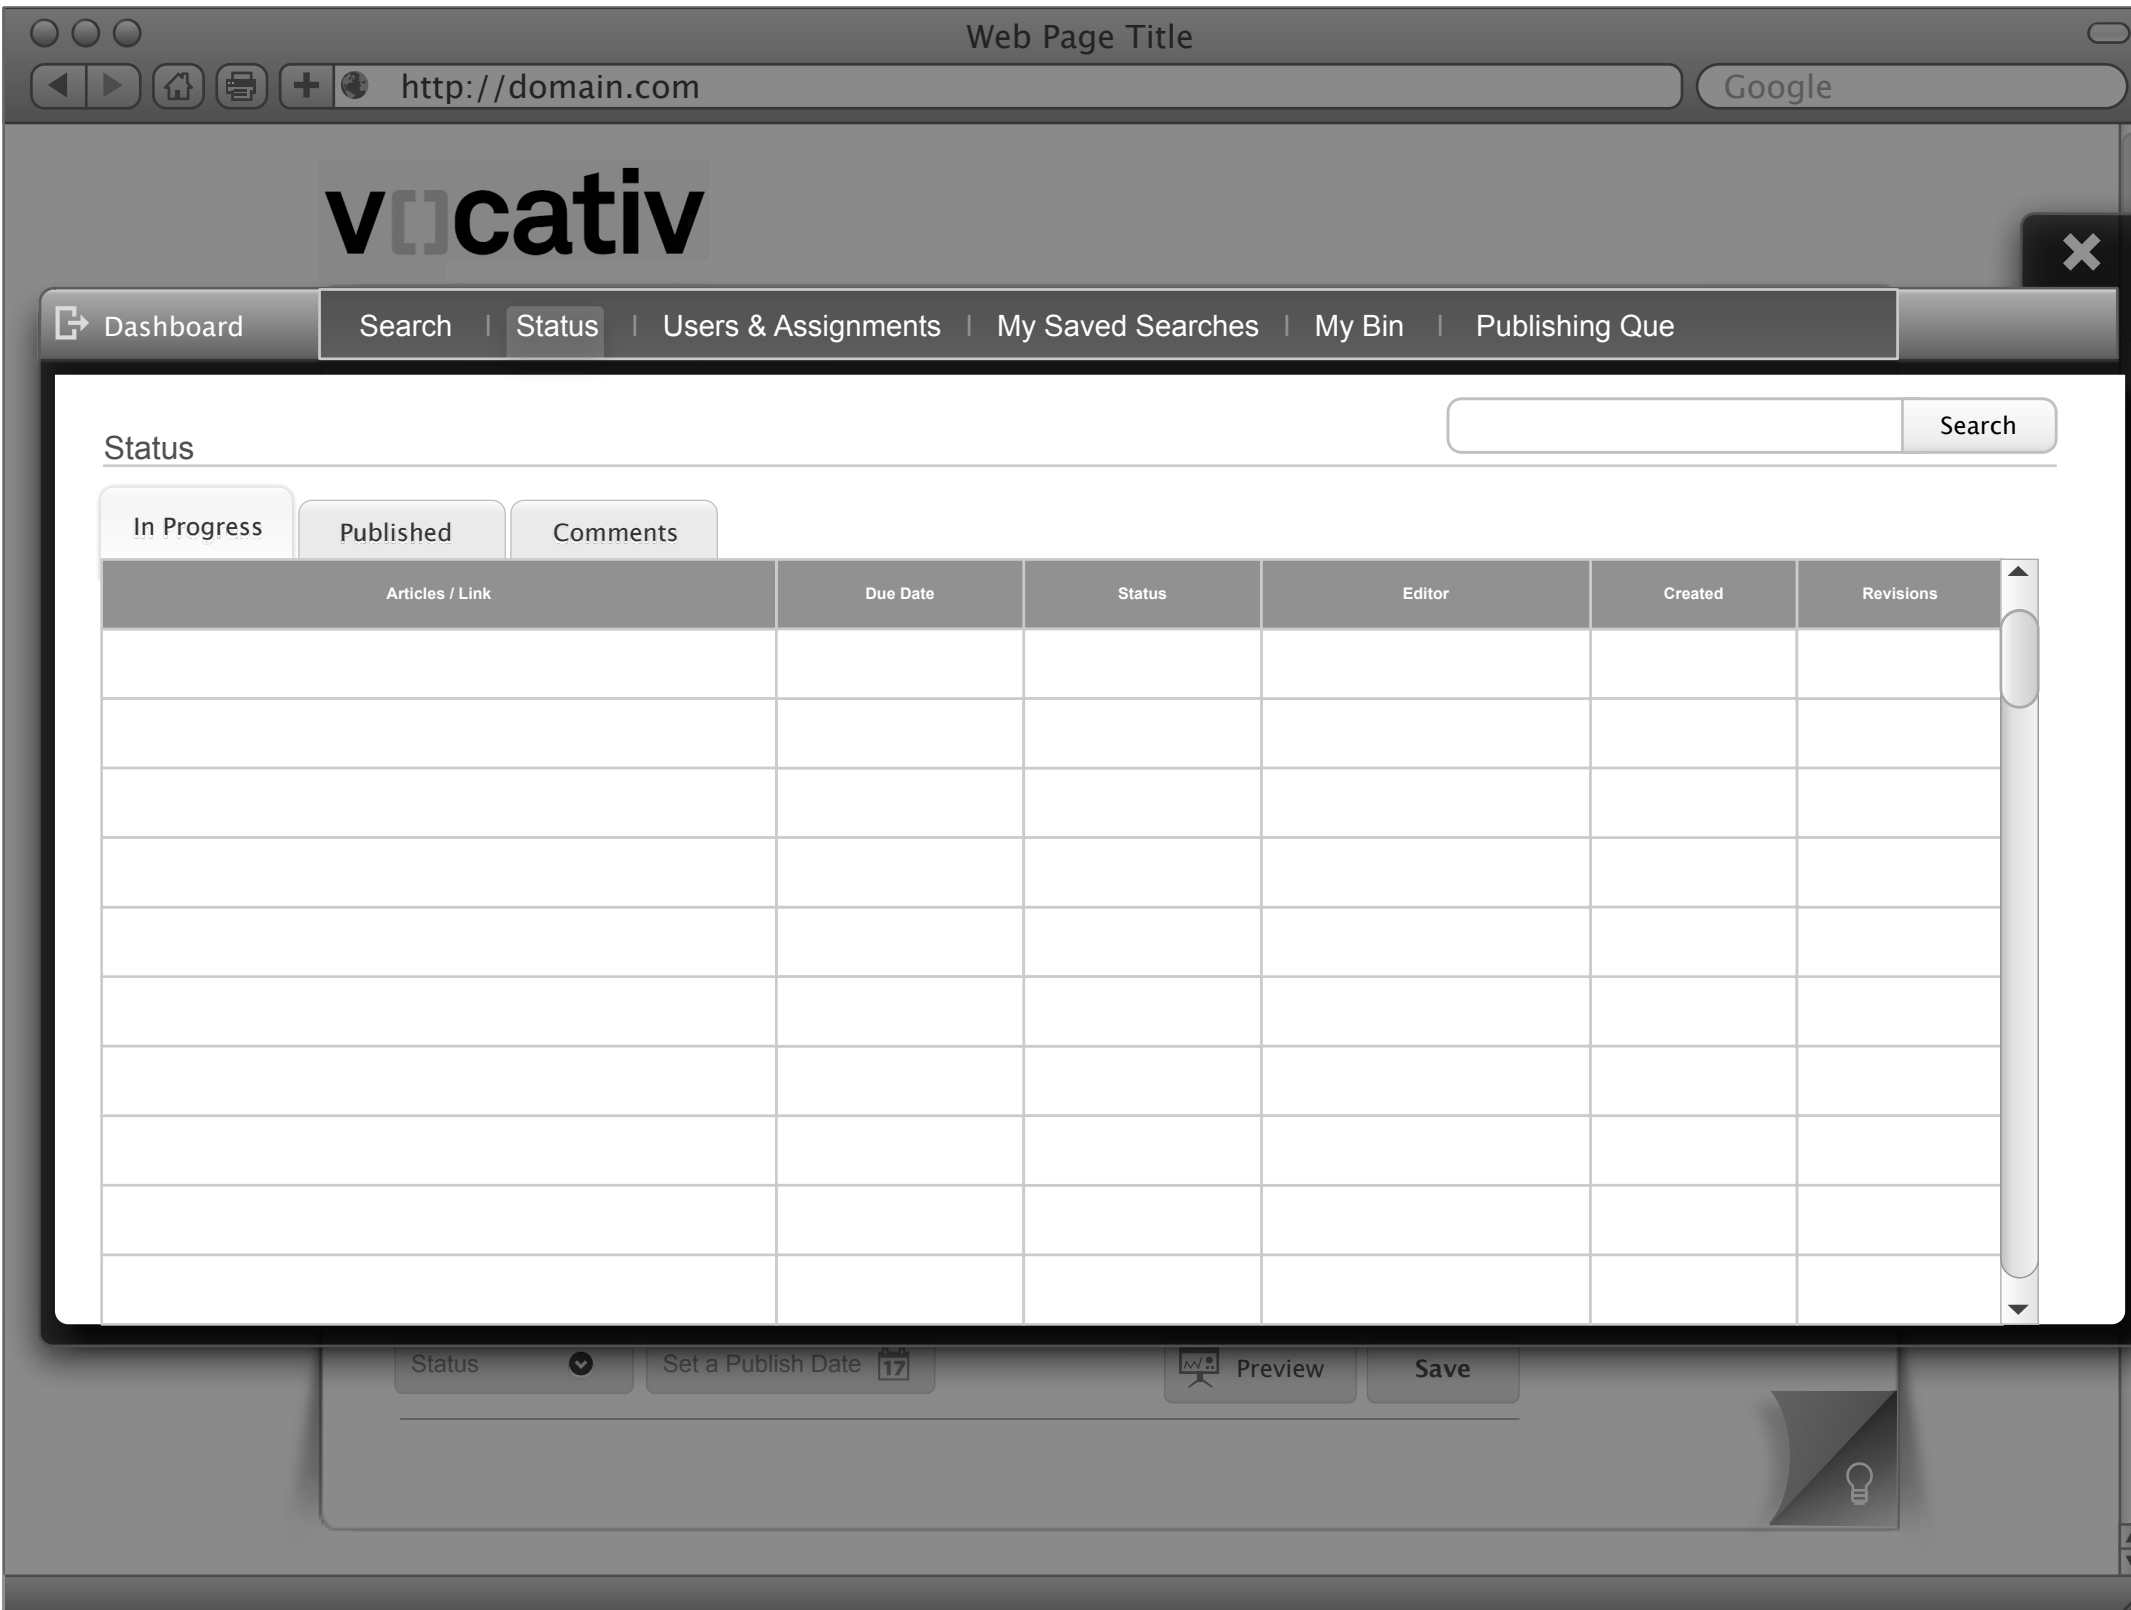 Web Page Title
http://domain.com
Google
v[]cativ
Dashboard
Search | Status | Users & Assignments | My Saved Searches | My Bin | Publishing Que
Status
Search
In Progress
Published
Comments
Articles / Link
Due Date
Status
Editor
Created
Revisions
Status
Set a Publish Date
17
Preview
Save